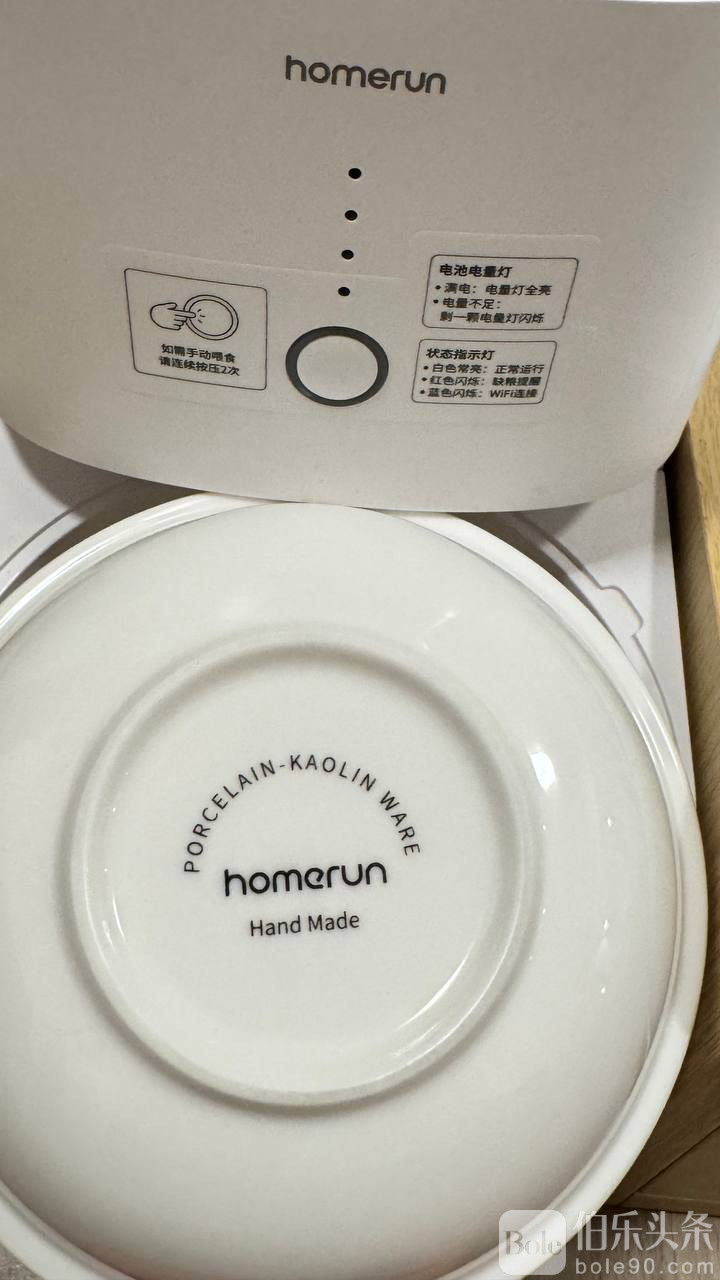 homerun
如需手动喂食
请连续按压2次
电池电量灯
• 满电：电量灯全亮
• 电量不足：
剩一颗电量灯闪烁
状态指示灯
• 白色常亮：正常运行
• 红色闪烁：缺粮提醒
• 蓝色闪烁：WiFi连接
PORCELAIN-KAOLIN WARE
homerun
Hand Made
Bole 伯乐头条
bole90.com